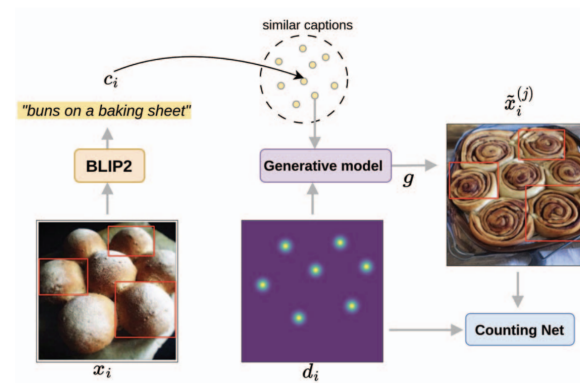 similar captions
c_i
"buns on a baking sheet"
x̃_i^(j)
BLIP2
Generative model
g
Counting Net
x_i
d_i